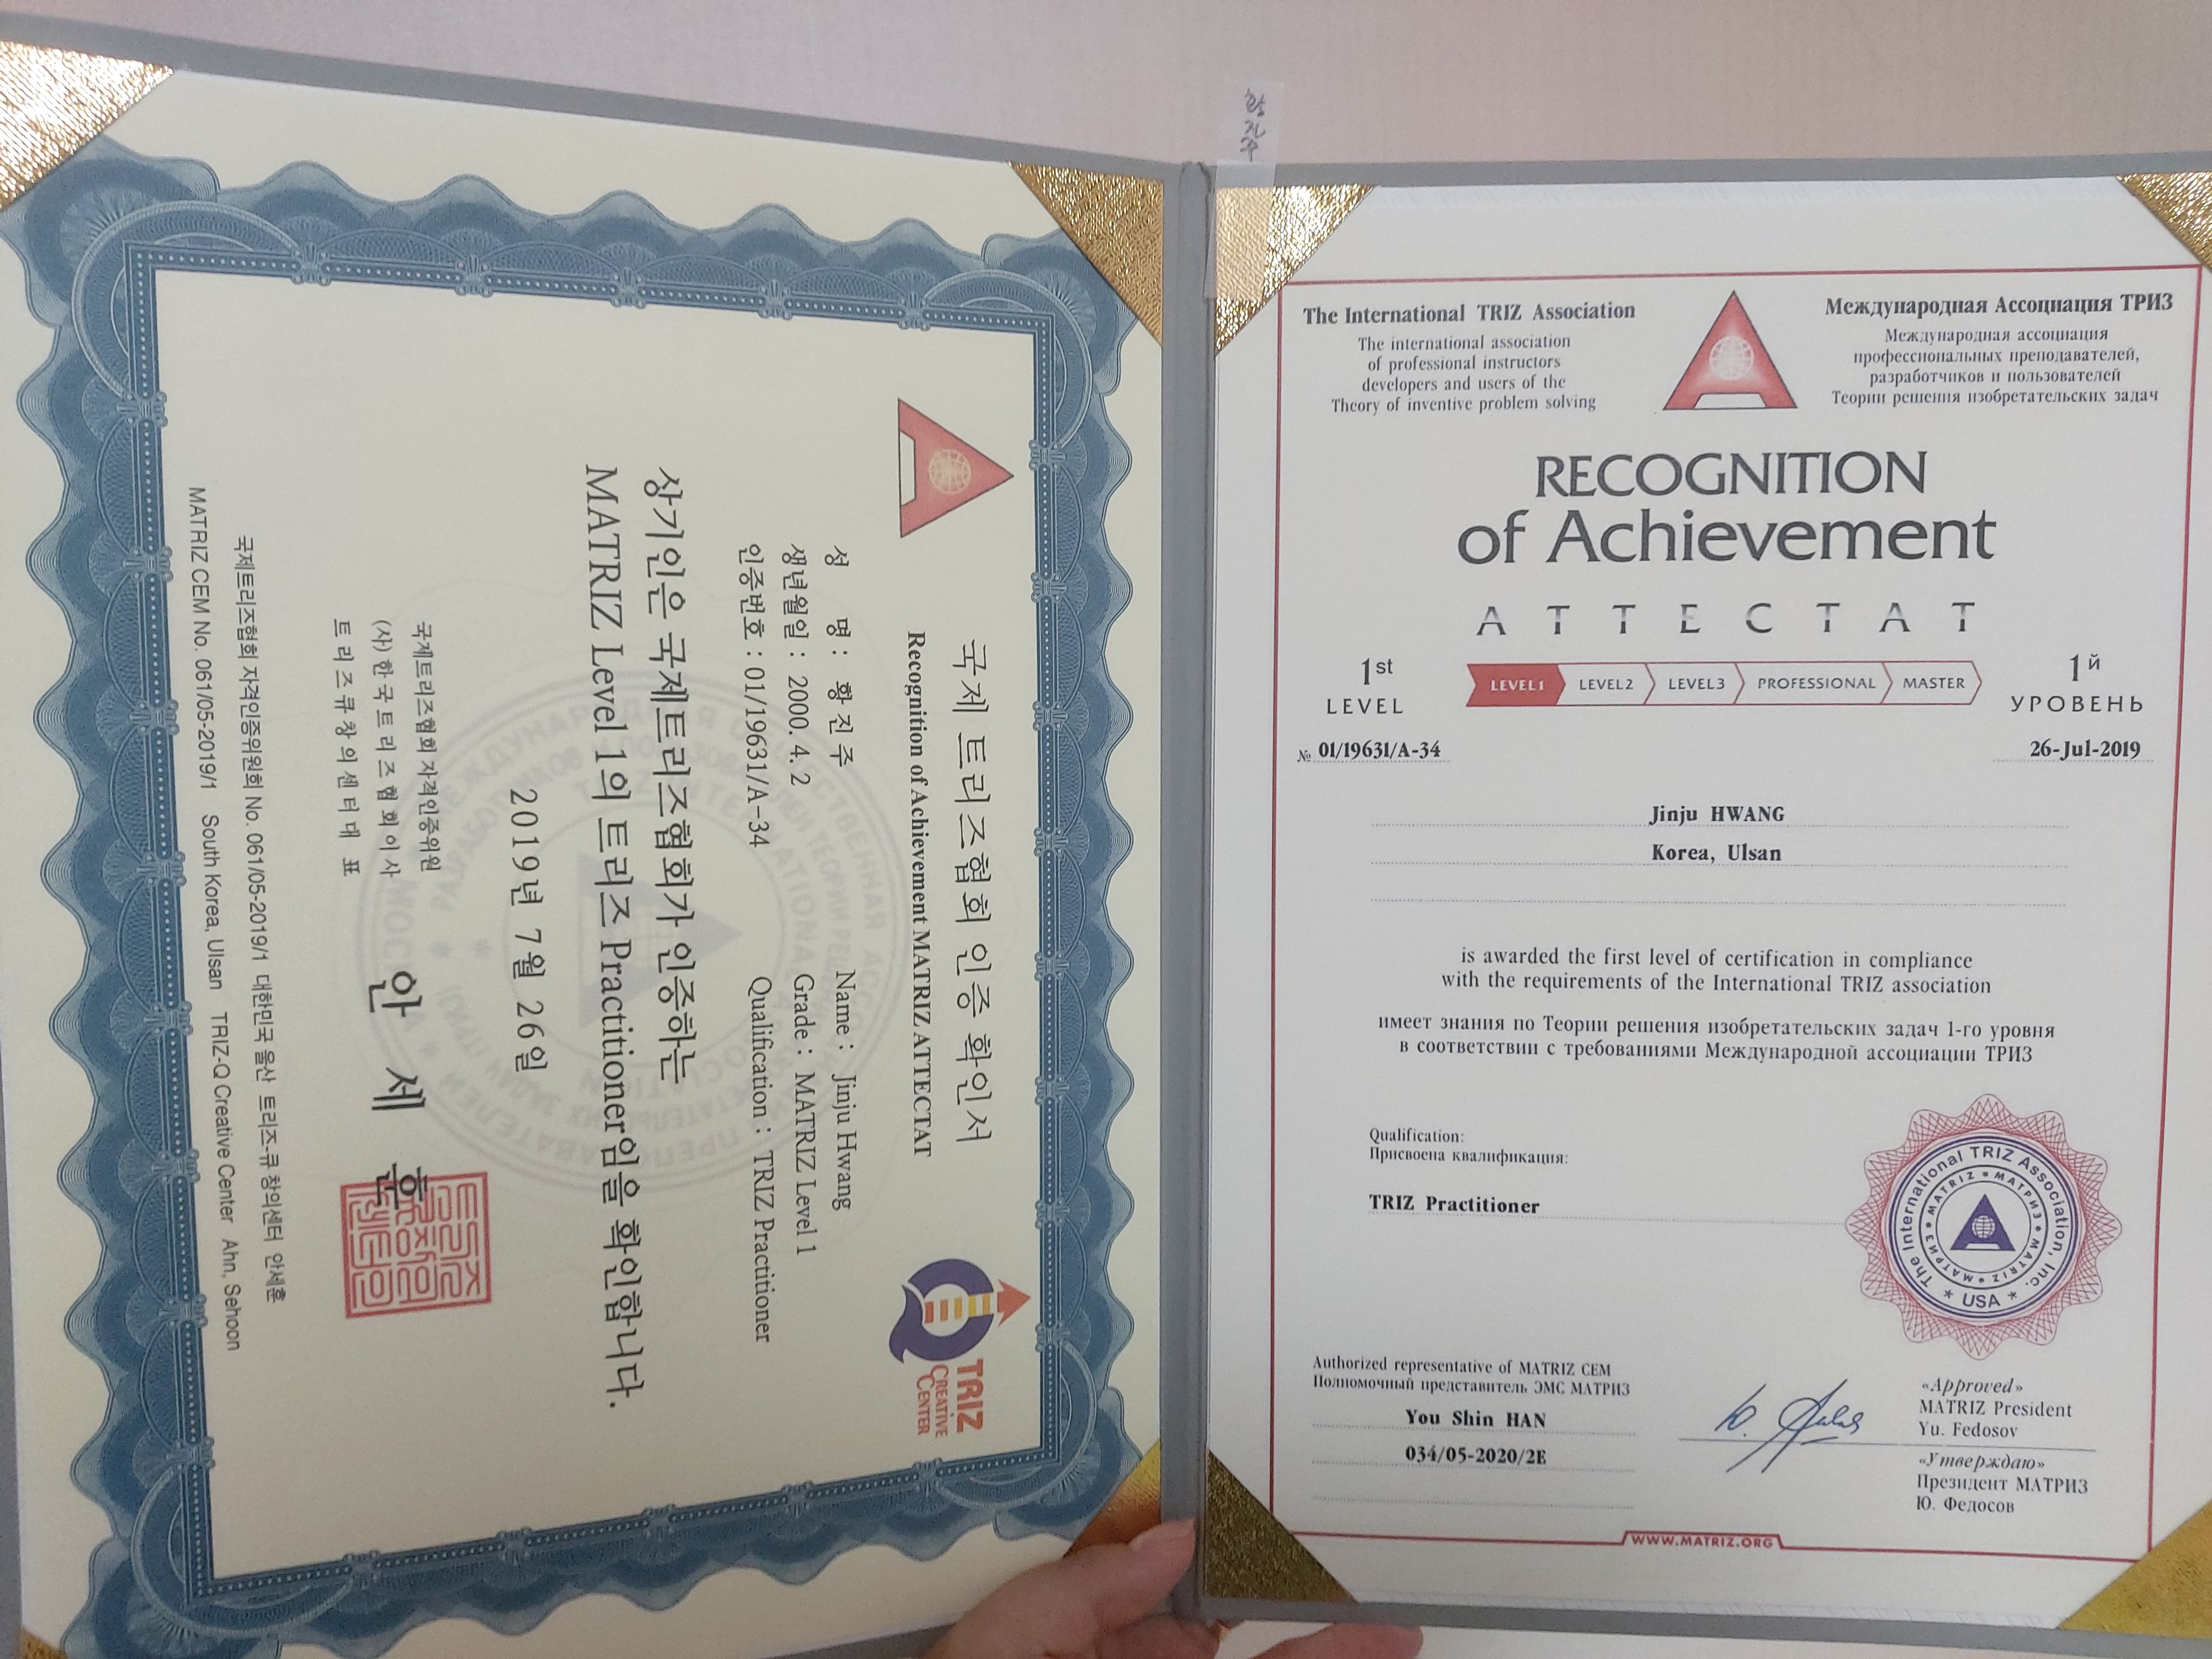 국제 트리즈협회 인증 확인서
Recognition of Achievement MATRIZ ATTECTAT
TRIZ
CREATIVE
CENTER
성 명 : 황 진 주
Name : Jinju Hwang
생년월일 : 2000. 4. 2
Grade : MATRIZ Level 1
인증번호 : 01/19631/A-34
Qualification : TRIZ Practitioner
상기인은 국제트리즈협회가 인증하는
MATRIZ Level 1의 트리즈 Practitioner임을 확인합니다.
2019년 7월 26일
국제트리즈협회 자격인증위원
(사) 한국트리즈협회 이사
트리즈큐창의센터 대 표
안 세 훈
국제트리즈협회 자격인증위원회 No. 061/05-2019/1 대한민국 울산 트리즈-큐 창의센터 안세훈
MATRIZ CEM No. 061/05-2019/1 South Korea, Ulsan TRIZ-Q Creative Center Ahn, Sehoon
황진주
The International TRIZ Association
The international association
of professional instructors
developers and users of the
Theory of inventive problem solving
Международная Ассоциация ТРИЗ
Международная ассоциация
профессиональных преподавателей,
разработчиков и пользователей
Теории решения изобретательских задач
RECOGNITION
of Achievement
ATTECTAT
1st
LEVEL
LEVEL1 LEVEL2 LEVEL3 PROFESSIONAL MASTER
1й
УРОВЕНЬ
№ 01/19631/A-34
26-Jul-2019
Jinju HWANG
Korea, Ulsan
is awarded the first level of certification in compliance
with the requirements of the International TRIZ association
имеет знания по Теории решения изобретательских задач 1-го уровня
в соответствии с требованиями Международной ассоциации ТРИЗ
Qualification:
Присвоена квалификация:
TRIZ Practitioner
The International TRIZ Association, Inc. * USA *
MATRIZ • МАТРИЗ • MATRIZ • МАТРИЗ
Authorized representative of MATRIZ CEM
Полномочный представитель ЭМС МАТРИЗ
You Shin HAN
034/05-2020/2E
«Approved»
MATRIZ President
Yu. Fedosov
«Утверждаю»
Президент МАТРИЗ
Ю. Федосов
WWW.MATRIZ.ORG